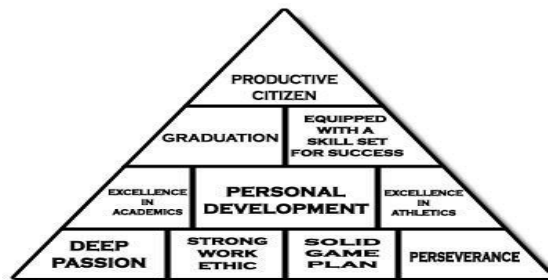 PRODUCTIVE
CITIZEN
GRADUATION
EQUIPPED
WITH A
SKILL SET
FOR SUCCESS
EXCELLENCE
IN
ACADEMICS
PERSONAL
DEVELOPMENT
EXCELLENCE
IN
ATHLETICS
DEEP
PASSION
STRONG
WORK
ETHIC
SOLID
GAME
PLAN
PERSEVERANCE